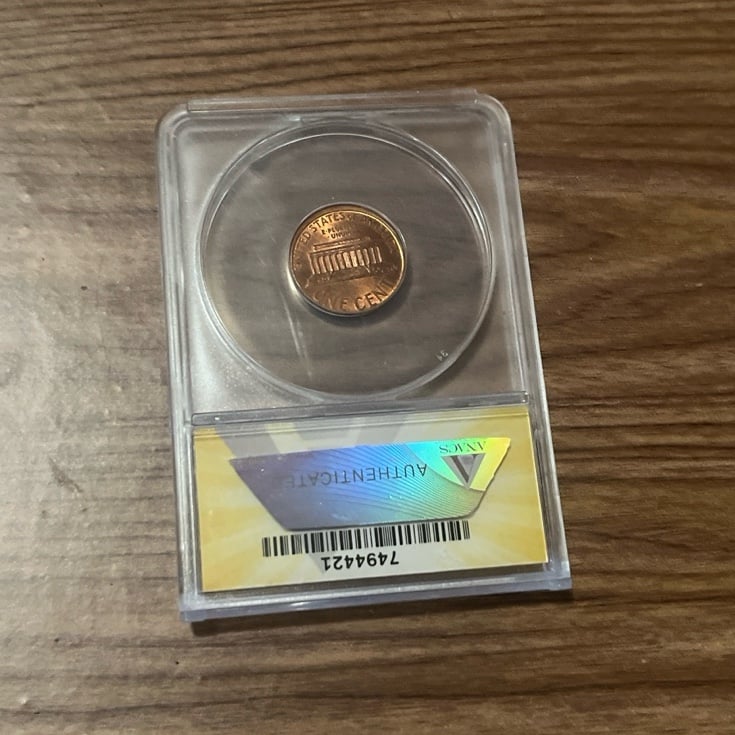 UNITED STATES OF AMERICA
E PLURIBUS
UNUM
ONE CENT
ANACS
AUTHENTICATED
7494421